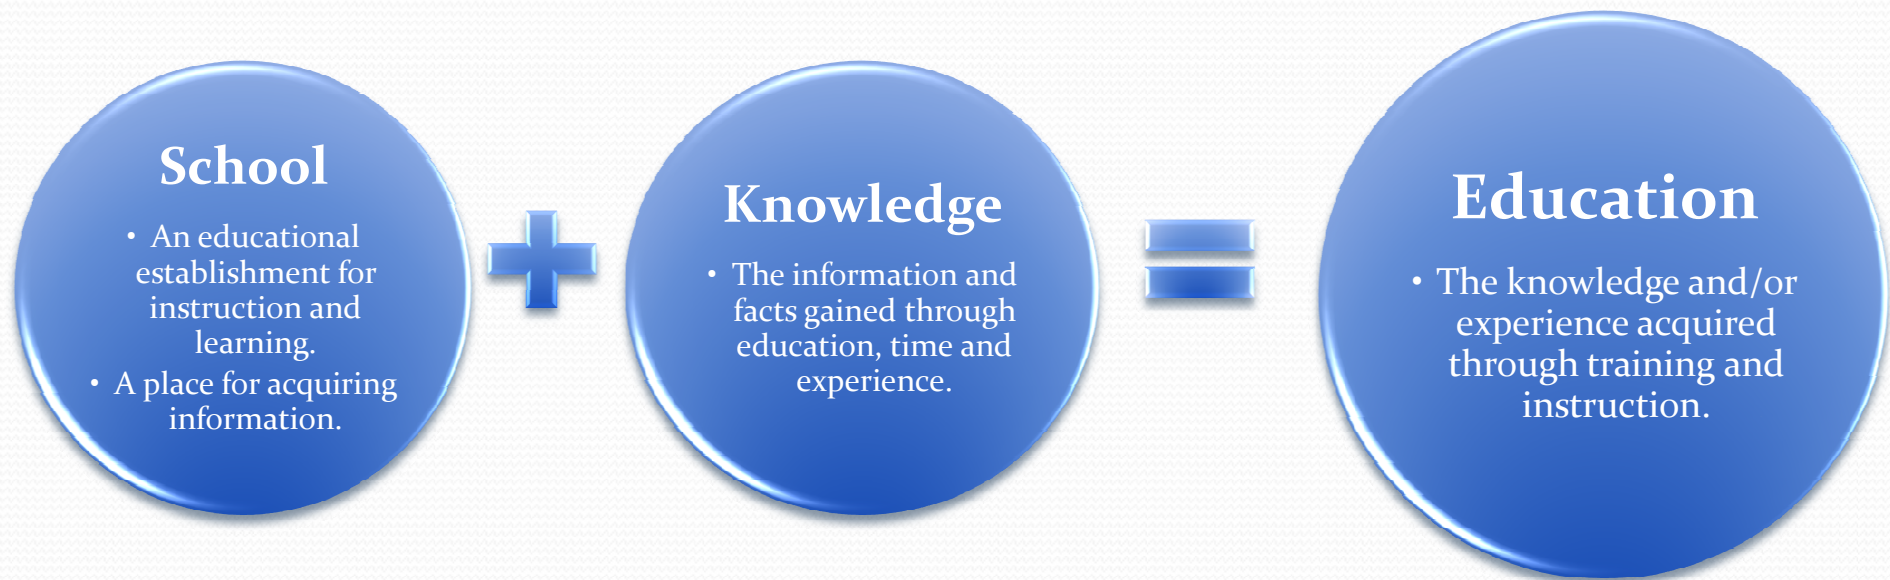 School
• An educational
establishment for
instruction and
learning.
• A place for acquiring
information.
+
Knowledge
• The information and
facts gained through
education, time and
experience.
=
Education
• The knowledge and/or
experience acquired
through training and
instruction.